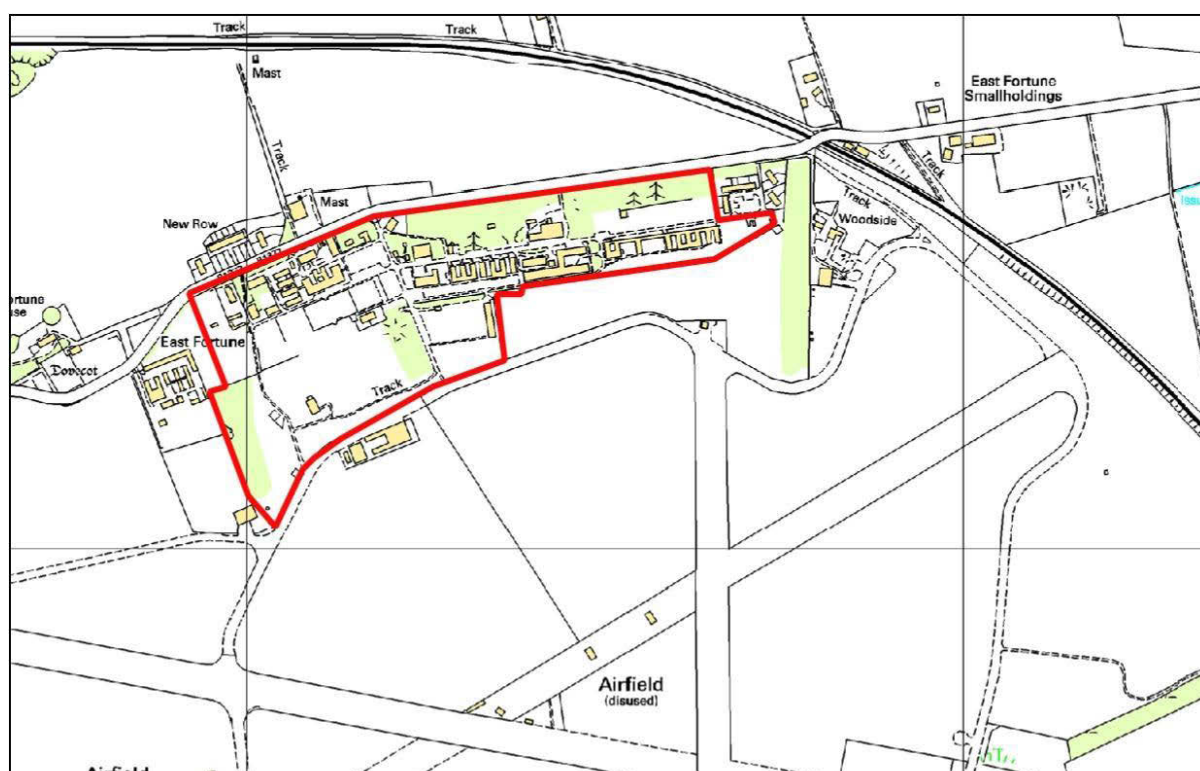 Track
Track
Mast
East Fortune
Smallholdings
Track
Track
Mast
New Row
Track
Woodside
East Fortune
Dovecot
Track
Airfield
(disused)
Airfield